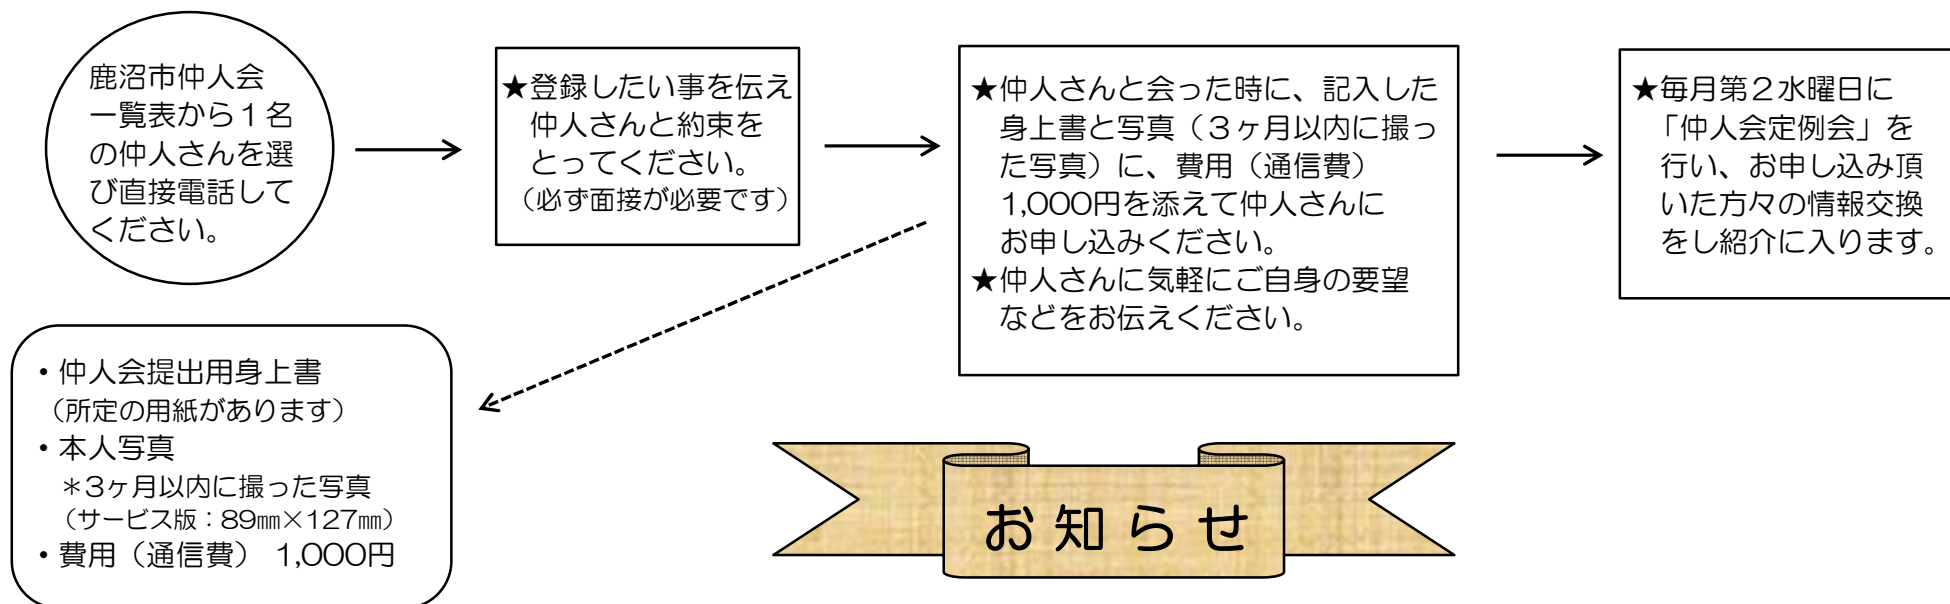 鹿沼市仲人会
一覧表から１名
の仲人さんを選
び直接電話して
ください。
★登録したい事を伝え
仲人さんと約束を
とってください。
（必ず面接が必要です）
★仲人さんと会った時に、記入した
身上書と写真（３ヶ月以内に撮っ
た写真）に、費用（通信費）
1,000円を添えて仲人さんに
お申し込みください。
★仲人さんに気軽にご自身の要望
などをお伝えください。
★毎月第２水曜日に
「仲人会定例会」を
行い、お申し込み頂
いた方々の情報交換
をし紹介に入ります。
・仲人会提出用身上書
（所定の用紙があります）
・本人写真
＊3ヶ月以内に撮った写真
（サービス版：89㎜×127㎜）
・費用（通信費） 1,000円
お知らせ